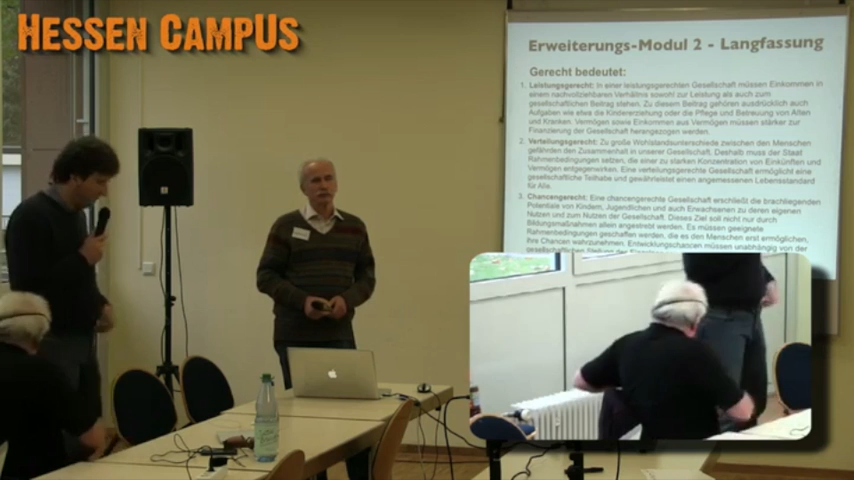 HESSEN CAMPUS
Erweiterungs-Modul 2 - Langfassung
Gerecht bedeutet:
1. Leistungsgerecht: In einer leistungsgerechten Gesellschaft müssen Einkommen in
einem nachvollziehbaren Verhältnis sowohl zur Leistung als auch zum
gesellschaftlichen Beitrag stehen. Zu diesem Beitrag gehören ausdrücklich auch
Aufgaben wie etwa die Kindererziehung oder die Pflege und Betreuung von Alten
und Kranken. Vermögen sowie Einkommen aus Vermögen müssen stärker zur
Finanzierung der Gesellschaft herangezogen werden.
2. Verteilungsgerecht: Zu große Wohlstandunterschiede zwischen den Menschen
gefährden den Zusammenhalt in unserer Gesellschaft. Deshalb muss der Staat
Rahmenbedingungen setzen, die einer zu starken Konzentration von Einkünften und
Vermögen entgegenwirken. Eine verteilungsgerechte Gesellschaft ermöglicht eine
gesellschaftliche Teilhabe und gewährleistet einen angemessenen Lebensstandard
für Alle.
3. Chancengerecht: Eine chancengerechte Gesellschaft erschließt die brachliegenden
Potentiale von Kindern, Jugendlichen und auch Erwachsenen zu deren eigenen
Nutzen und zum Nutzen der Gesellschaft. Dieses Ziel soll nicht nur durch
Bildungsmaßnahmen allein angestrebt werden. Es müssen geeignete
Rahmenbedingungen geschaffen werden, die es den Menschen erst ermöglichen,
ihre Chancen wahrzunehmen. Entwicklungschancen müssen unabhängig von der